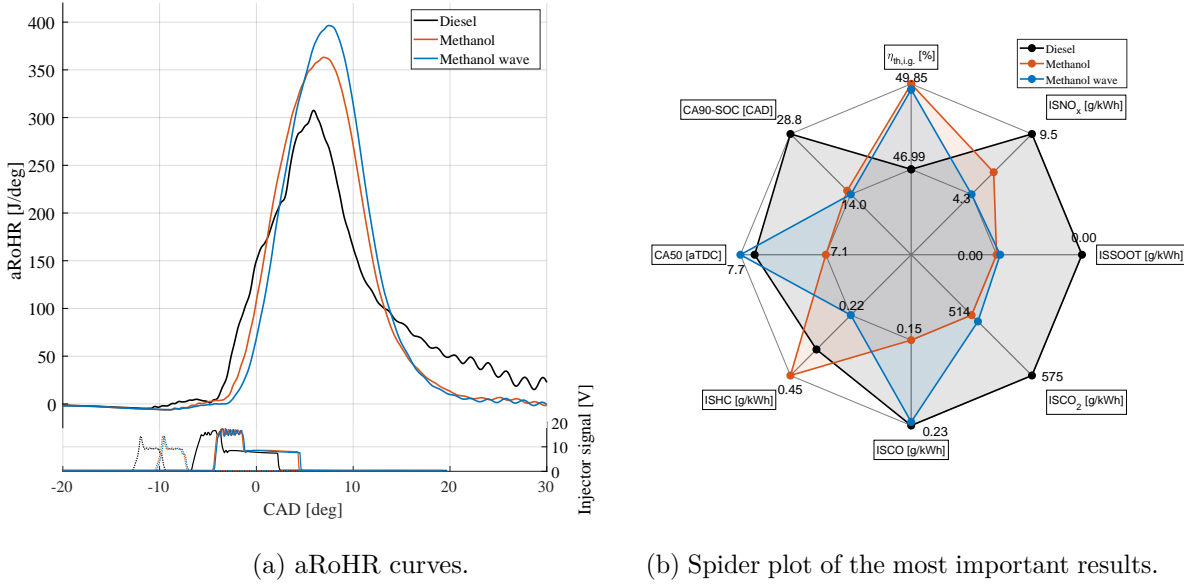 400
350
300
250
200
150
100
50
0
aRoHR [J/deg]
Diesel
Methanol
Methanol wave
20
10
0
Injector signal [V]
-20
-10
0
10
20
30
CAD [deg]
(a) aRoHR curves.
Diesel
Methanol
Methanol wave
η_th,i.g. [%]
49.85
46.99
ISNO_x [g/kWh]
9.5
4.3
CA90-SOC [CAD]
28.8
14.0
0.00
ISSOOT [g/kWh]
0.00
CA50 [aTDC]
7.7
7.1
0.22
0.15
514
575
ISCO_2 [g/kWh]
ISHC [g/kWh]
0.45
0.23
ISCO [g/kWh]
(b) Spider plot of the most important results.